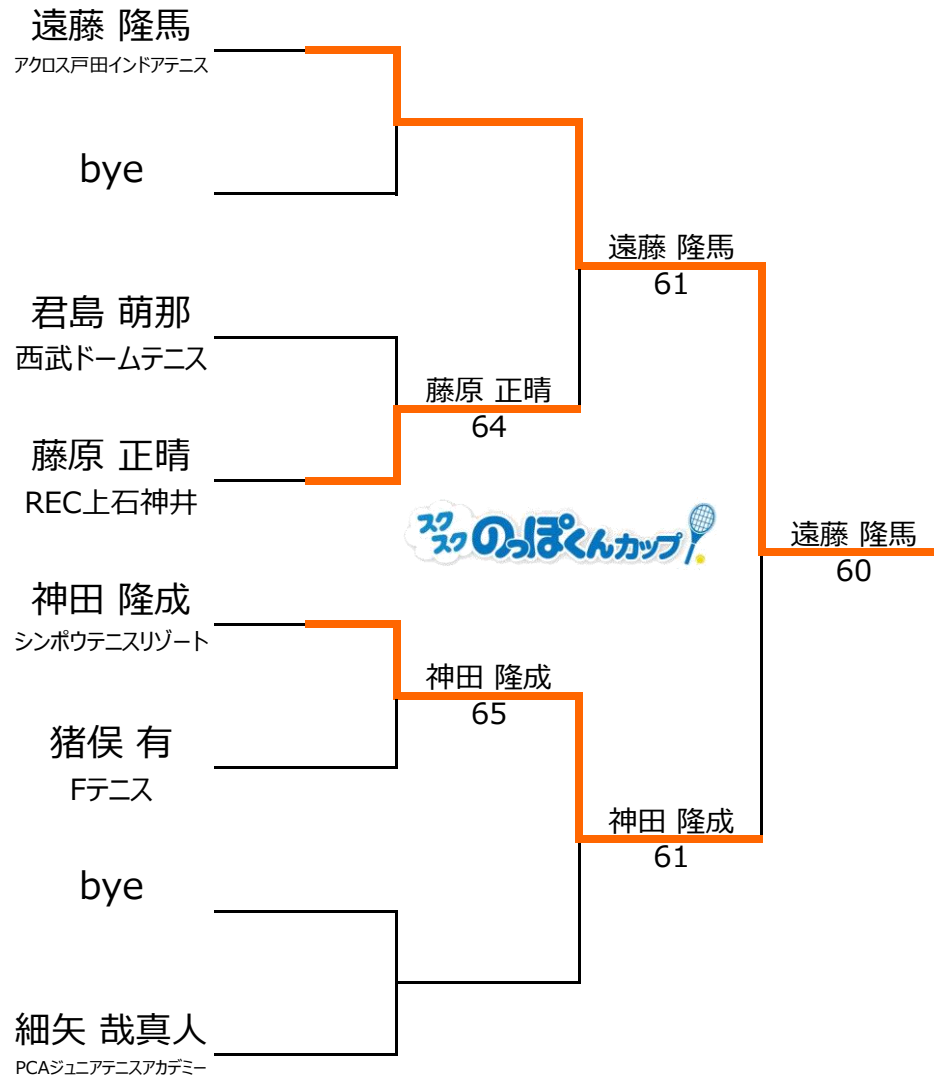 遠藤 隆馬
アクロス戸田インドアテニス
bye
遠藤 隆馬
61
君島 萌那
西武ドームテニス
藤原 正晴
64
藤原 正晴
REC上石神井
スクスクのっぽくんカップ
遠藤 隆馬
60
神田 隆成
シンポウテニスリゾート
神田 隆成
65
猪俣 有
Fテニス
神田 隆成
61
bye
細矢 哉真人
PCAジュニアテニスアカデミー